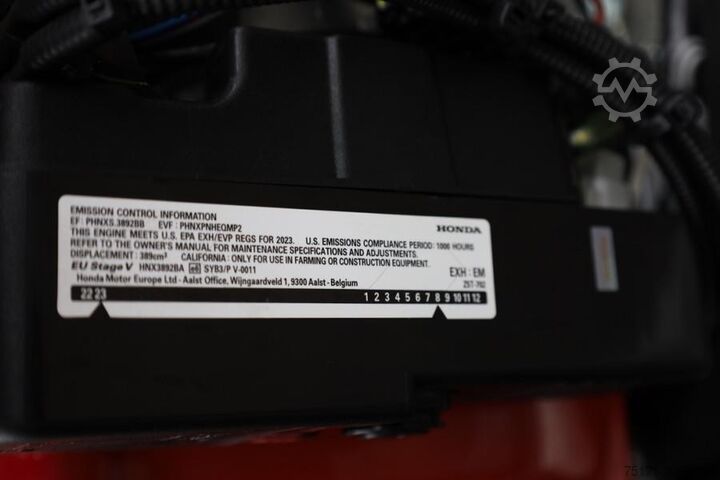 EMISSION CONTROL INFORMATION
EF: PHNXS.3892BB EVF: PHNXPNHEQMP2 HONDA
THIS ENGINE MEETS U.S. EPA EXH/EVP REGS FOR 2023. U.S. EMISSIONS COMPLIANCE PERIOD: 1000 HOURS
REFER TO THE OWNER'S MANUAL FOR MAINTENANCE SPECIFICATIONS AND ADJUSTMENTS.
DISPLACEMENT: 389cm³ CALIFORNIA: ONLY FOR USE IN FARMING OR CONSTRUCTION EQUIPMENT.
EU Stage V HNX3892BA SYB3/P V-0011 EXH : EM
Honda Motor Europe Ltd - Aalst Office, Wijngaardveld 1, 9300 Aalst - Belgium
22 23 1 2 3 4 5 6 7 8 9 10 11 12